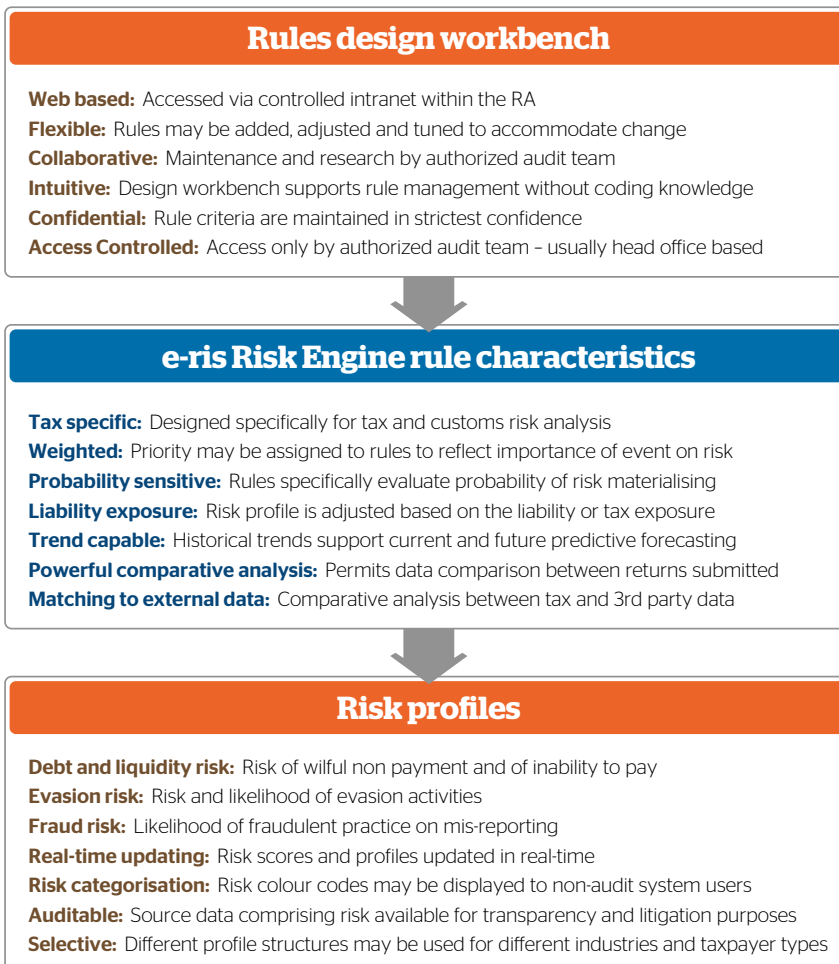 Rules design workbench
Web based: Accessed via controlled intranet within the RA
Flexible: Rules may be added, adjusted and tuned to accommodate change
Collaborative: Maintenance and research by authorized audit team
Intuitive: Design workbench supports rule management without coding knowledge
Confidential: Rule criteria are maintained in strictest confidence
Access Controlled: Access only by authorized audit team – usually head office based
e-ris Risk Engine rule characteristics
Tax specific: Designed specifically for tax and customs risk analysis
Weighted: Priority may be assigned to rules to reflect importance of event on risk
Probability sensitive: Rules specifically evaluate probability of risk materialising
Liability exposure: Risk profile is adjusted based on the liability or tax exposure
Trend capable: Historical trends support current and future predictive forecasting
Powerful comparative analysis: Permits data comparison between returns submitted
Matching to external data: Comparative analysis between tax and 3rd party data
Risk profiles
Debt and liquidity risk: Risk of wilful non payment and of inability to pay
Evasion risk: Risk and likelihood of evasion activities
Fraud risk: Likelihood of fraudulent practice on mis-reporting
Real-time updating: Risk scores and profiles updated in real-time
Risk categorisation: Risk colour codes may be displayed to non-audit system users
Auditable: Source data comprising risk available for transparency and litigation purposes
Selective: Different profile structures may be used for different industries and taxpayer types